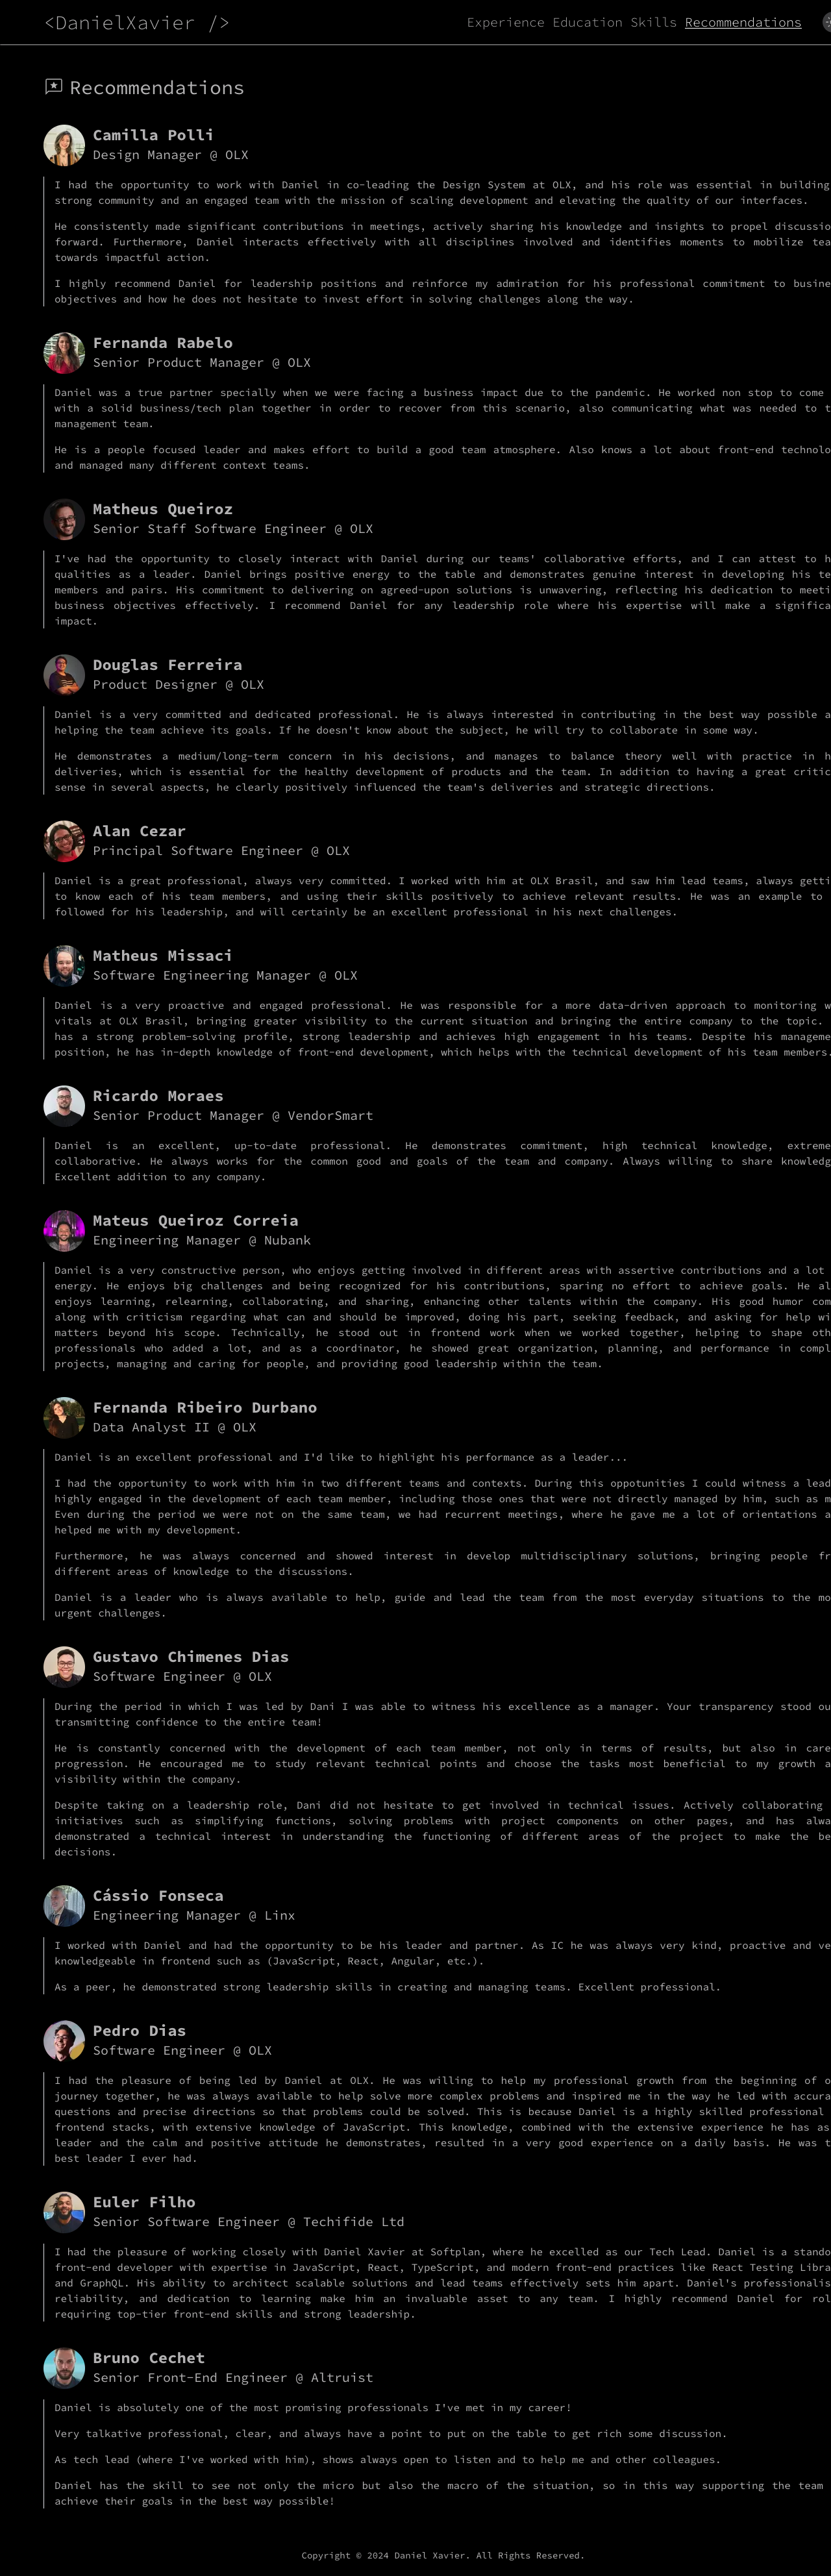 <DanielXavier />
Experience Education Skills Recommendations
Recommendations
Camilla Polli
Design Manager @ OLX
I had the opportunity to work with Daniel in co-leading the Design System at OLX, and his role was essential in building
strong community and an engaged team with the mission of scaling development and elevating the quality of our interfaces.
He consistently made significant contributions in meetings, actively sharing his knowledge and insights to propel discussio
forward. Furthermore, Daniel interacts effectively with all disciplines involved and identifies moments to mobilize tea
towards impactful action.
I highly recommend Daniel for leadership positions and reinforce my admiration for his professional commitment to busine
objectives and how he does not hesitate to invest effort in solving challenges along the way.
Fernanda Rabelo
Senior Product Manager @ OLX
Daniel was a true partner specially when we were facing a business impact due to the pandemic. He worked non stop to come
with a solid business/tech plan together in order to recover from this scenario, also communicating what was needed to t
management team.
He is a people focused leader and makes effort to build a good team atmosphere. Also knows a lot about front-end technolo
and managed many different context teams.
Matheus Queiroz
Senior Staff Software Engineer @ OLX
I've had the opportunity to closely interact with Daniel during our teams' collaborative efforts, and I can attest to h
qualities as a leader. Daniel brings positive energy to the table and demonstrates genuine interest in developing his te
members and pairs. His commitment to delivering on agreed-upon solutions is unwavering, reflecting his dedication to meeti
business objectives effectively. I recommend Daniel for any leadership role where his expertise will make a significa
impact.
Douglas Ferreira
Product Designer @ OLX
Daniel is a very committed and dedicated professional. He is always interested in contributing in the best way possible a
helping the team achieve its goals. If he doesn't know about the subject, he will try to collaborate in some way.
He demonstrates a medium/long-term concern in his decisions, and manages to balance theory well with practice in h
deliveries, which is essential for the healthy development of products and the team. In addition to having a great critic
sense in several aspects, he clearly positively influenced the team's deliveries and strategic directions.
Alan Cezar
Principal Software Engineer @ OLX
Daniel is a great professional, always very committed. I worked with him at OLX Brasil, and saw him lead teams, always getti
to know each of his team members, and using their skills positively to achieve relevant results. He was an example to
followed for his leadership, and will certainly be an excellent professional in his next challenges.
Matheus Missaci
Software Engineering Manager @ OLX
Daniel is a very proactive and engaged professional. He was responsible for a more data-driven approach to monitoring w
vitals at OLX Brasil, bringing greater visibility to the current situation and bringing the entire company to the topic.
has a strong problem-solving profile, strong leadership and achieves high engagement in his teams. Despite his manageme
position, he has in-depth knowledge of front-end development, which helps with the technical development of his team members.
Ricardo Moraes
Senior Product Manager @ VendorSmart
Daniel is an excellent, up-to-date professional. He demonstrates commitment, high technical knowledge, extreme
collaborative. He always works for the common good and goals of the team and company. Always willing to share knowledg
Excellent addition to any company.
Mateus Queiroz Correia
Engineering Manager @ Nubank
Daniel is a very constructive person, who enjoys getting involved in different areas with assertive contributions and a lot
energy. He enjoys big challenges and being recognized for his contributions, sparing no effort to achieve goals. He al
enjoys learning, relearning, collaborating, and sharing, enhancing other talents within the company. His good humor com
along with criticism regarding what can and should be improved, doing his part, seeking feedback, and asking for help wi
matters beyond his scope. Technically, he stood out in frontend work when we worked together, helping to shape oth
professionals who added a lot, and as a coordinator, he showed great organization, planning, and performance in compl
projects, managing and caring for people, and providing good leadership within the team.
Fernanda Ribeiro Durbano
Data Analyst II @ OLX
Daniel is an excellent professional and I'd like to highlight his performance as a leader...
I had the opportunity to work with him in two different teams and contexts. During this oppotunities I could witness a lead
highly engaged in the development of each team member, including those ones that were not directly managed by him, such as m
Even during the period we were not on the same team, we had recurrent meetings, where he gave me a lot of orientations a
helped me with my development.
Furthermore, he was always concerned and showed interest in develop multidisciplinary solutions, bringing people fr
different areas of knowledge to the discussions.
Daniel is a leader who is always available to help, guide and lead the team from the most everyday situations to the mo
urgent challenges.
Gustavo Chimenes Dias
Software Engineer @ OLX
During the period in which I was led by Dani I was able to witness his excellence as a manager. Your transparency stood ou
transmitting confidence to the entire team!
He is constantly concerned with the development of each team member, not only in terms of results, but also in care
progression. He encouraged me to study relevant technical points and choose the tasks most beneficial to my growth a
visibility within the company.
Despite taking on a leadership role, Dani did not hesitate to get involved in technical issues. Actively collaborating
initiatives such as simplifying functions, solving problems with project components on other pages, and has alwa
demonstrated a technical interest in understanding the functioning of different areas of the project to make the be
decisions.
Cássio Fonseca
Engineering Manager @ Linx
I worked with Daniel and had the opportunity to be his leader and partner. As IC he was always very kind, proactive and ve
knowledgeable in frontend such as (JavaScript, React, Angular, etc.).
As a peer, he demonstrated strong leadership skills in creating and managing teams. Excellent professional.
Pedro Dias
Software Engineer @ OLX
I had the pleasure of being led by Daniel at OLX. He was willing to help my professional growth from the beginning of o
journey together, he was always available to help solve more complex problems and inspired me in the way he led with accura
questions and precise directions so that problems could be solved. This is because Daniel is a highly skilled professional
frontend stacks, with extensive knowledge of JavaScript. This knowledge, combined with the extensive experience he has as
leader and the calm and positive attitude he demonstrates, resulted in a very good experience on a daily basis. He was t
best leader I ever had.
Euler Filho
Senior Software Engineer @ Techifide Ltd
I had the pleasure of working closely with Daniel Xavier at Softplan, where he excelled as our Tech Lead. Daniel is a stando
front-end developer with expertise in JavaScript, React, TypeScript, and modern front-end practices like React Testing Libra
and GraphQL. His ability to architect scalable solutions and lead teams effectively sets him apart. Daniel's professionalis
reliability, and dedication to learning make him an invaluable asset to any team. I highly recommend Daniel for rol
requiring top-tier front-end skills and strong leadership.
Bruno Cechet
Senior Front-End Engineer @ Altruist
Daniel is absolutely one of the most promising professionals I've met in my career!
Very talkative professional, clear, and always have a point to put on the table to get rich some discussion.
As tech lead (where I've worked with him), shows always open to listen and to help me and other colleagues.
Daniel has the skill to see not only the micro but also the macro of the situation, so in this way supporting the team
achieve their goals in the best way possible!
Copyright © 2024 Daniel Xavier. All Rights Reserved.